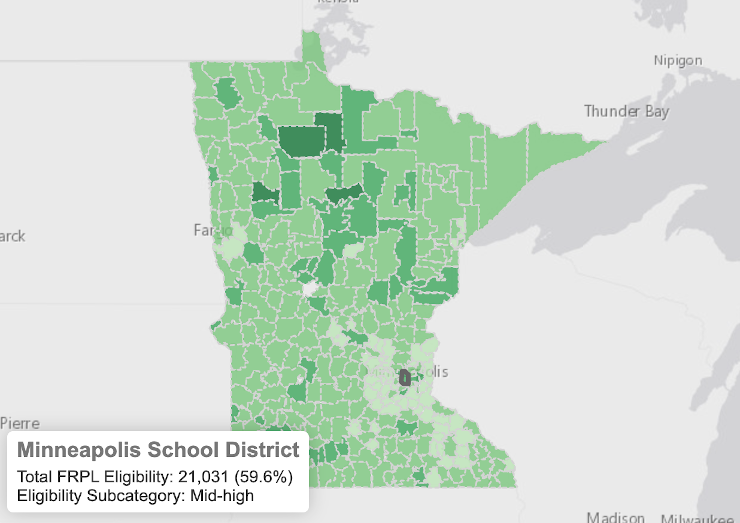 Kenora
Nipigon
Thunder Bay
Fargo
arck
olis
Pierre
Minneapolis School District
Total FRPL Eligibility: 21,031 (59.6%)
Eligibility Subcategory: Mid-high
Madison
Milwaukee